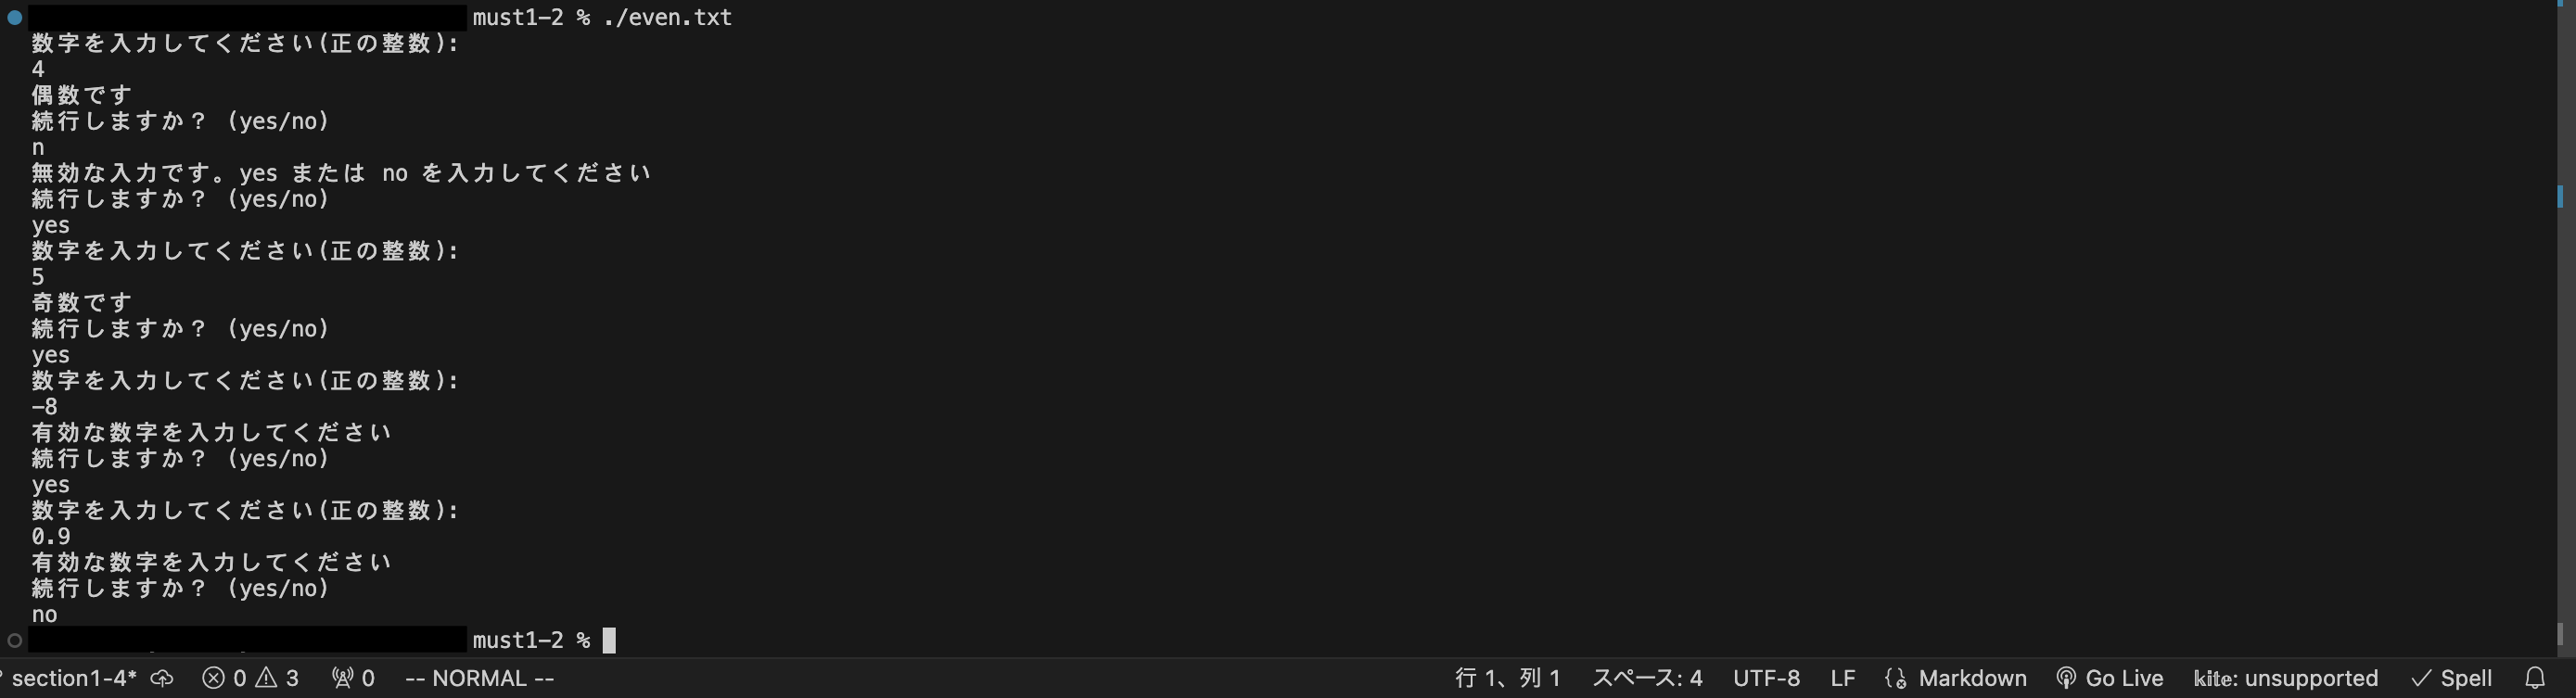 must1-2 % ./even.txt
数字を入力してください(正の整数):
4
偶数です
続行しますか? (yes/no)
n
無効な入力です。yes または no を入力してください
続行しますか? (yes/no)
yes
数字を入力してください(正の整数):
5
奇数です
続行しますか? (yes/no)
yes
数字を入力してください(正の整数):
-8
有効な数字を入力してください
続行しますか? (yes/no)
yes
数字を入力してください(正の整数):
0.9
有効な数字を入力してください
続行しますか? (yes/no)
no
must1-2 %
section1-4* 0 3 0 -- NORMAL -- 行 1、列 1 スペース: 4 UTF-8 LF Markdown Go Live kite: unsupported Spell